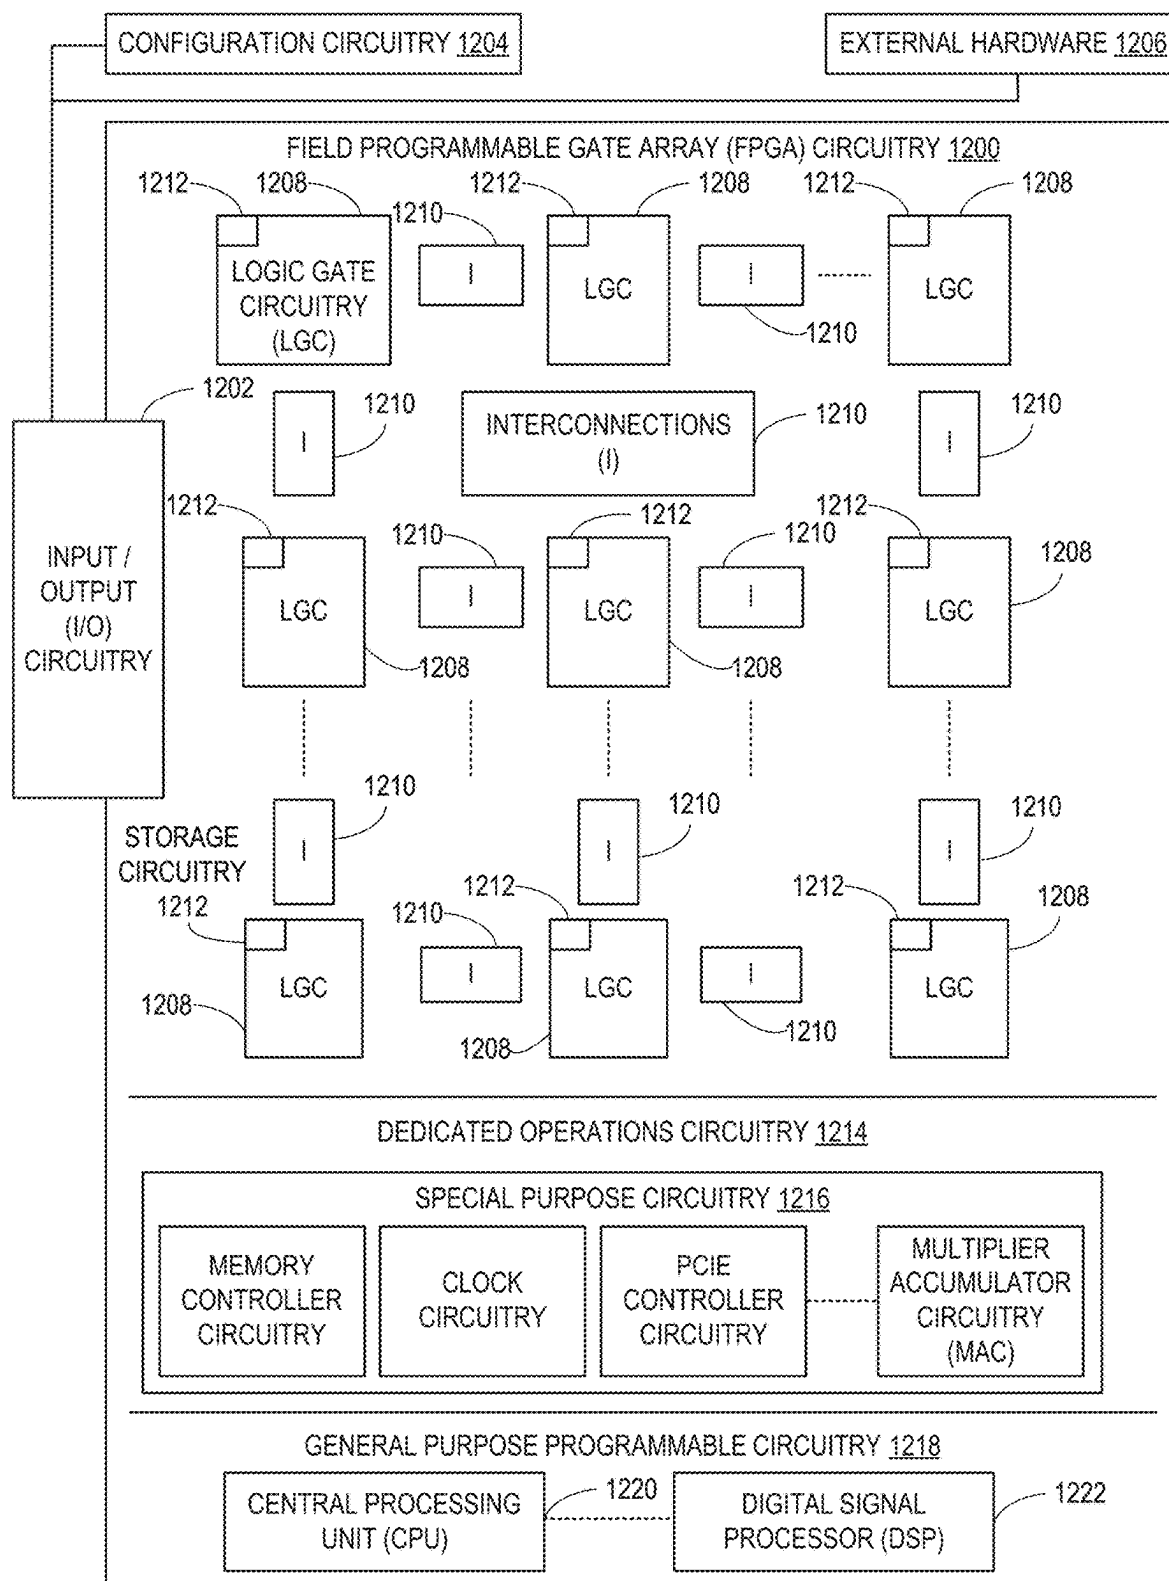 CONFIGURATION CIRCUITRY 1204
EXTERNAL HARDWARE 1206
FIELD PROGRAMMABLE GATE ARRAY (FPGA) CIRCUITRY 1200
1212
1208
1212
1208
1212
1208
1210
LOGIC GATE
CIRCUITRY
(LGC)
I
LGC
I
LGC
1210
1202
1210
1210
1210
I
INTERCONNECTIONS
(I)
I
1212
1212
1212
1210
1210
1208
INPUT /
OUTPUT
(I/O)
CIRCUITRY
LGC
I
LGC
I
LGC
1208
1208
1210
1210
1210
STORAGE
CIRCUITRY
I
I
I
1212
1212
1212
1208
1210
LGC
I
LGC
I
LGC
1208
1208
1210
DEDICATED OPERATIONS CIRCUITRY 1214
SPECIAL PURPOSE CIRCUITRY 1216
MEMORY
CONTROLLER
CIRCUITRY
CLOCK
CIRCUITRY
PCIE
CONTROLLER
CIRCUITRY
MULTIPLIER
ACCUMULATOR
CIRCUITRY
(MAC)
GENERAL PURPOSE PROGRAMMABLE CIRCUITRY 1218
CENTRAL PROCESSING
UNIT (CPU)
1220
DIGITAL SIGNAL
PROCESSOR (DSP)
1222